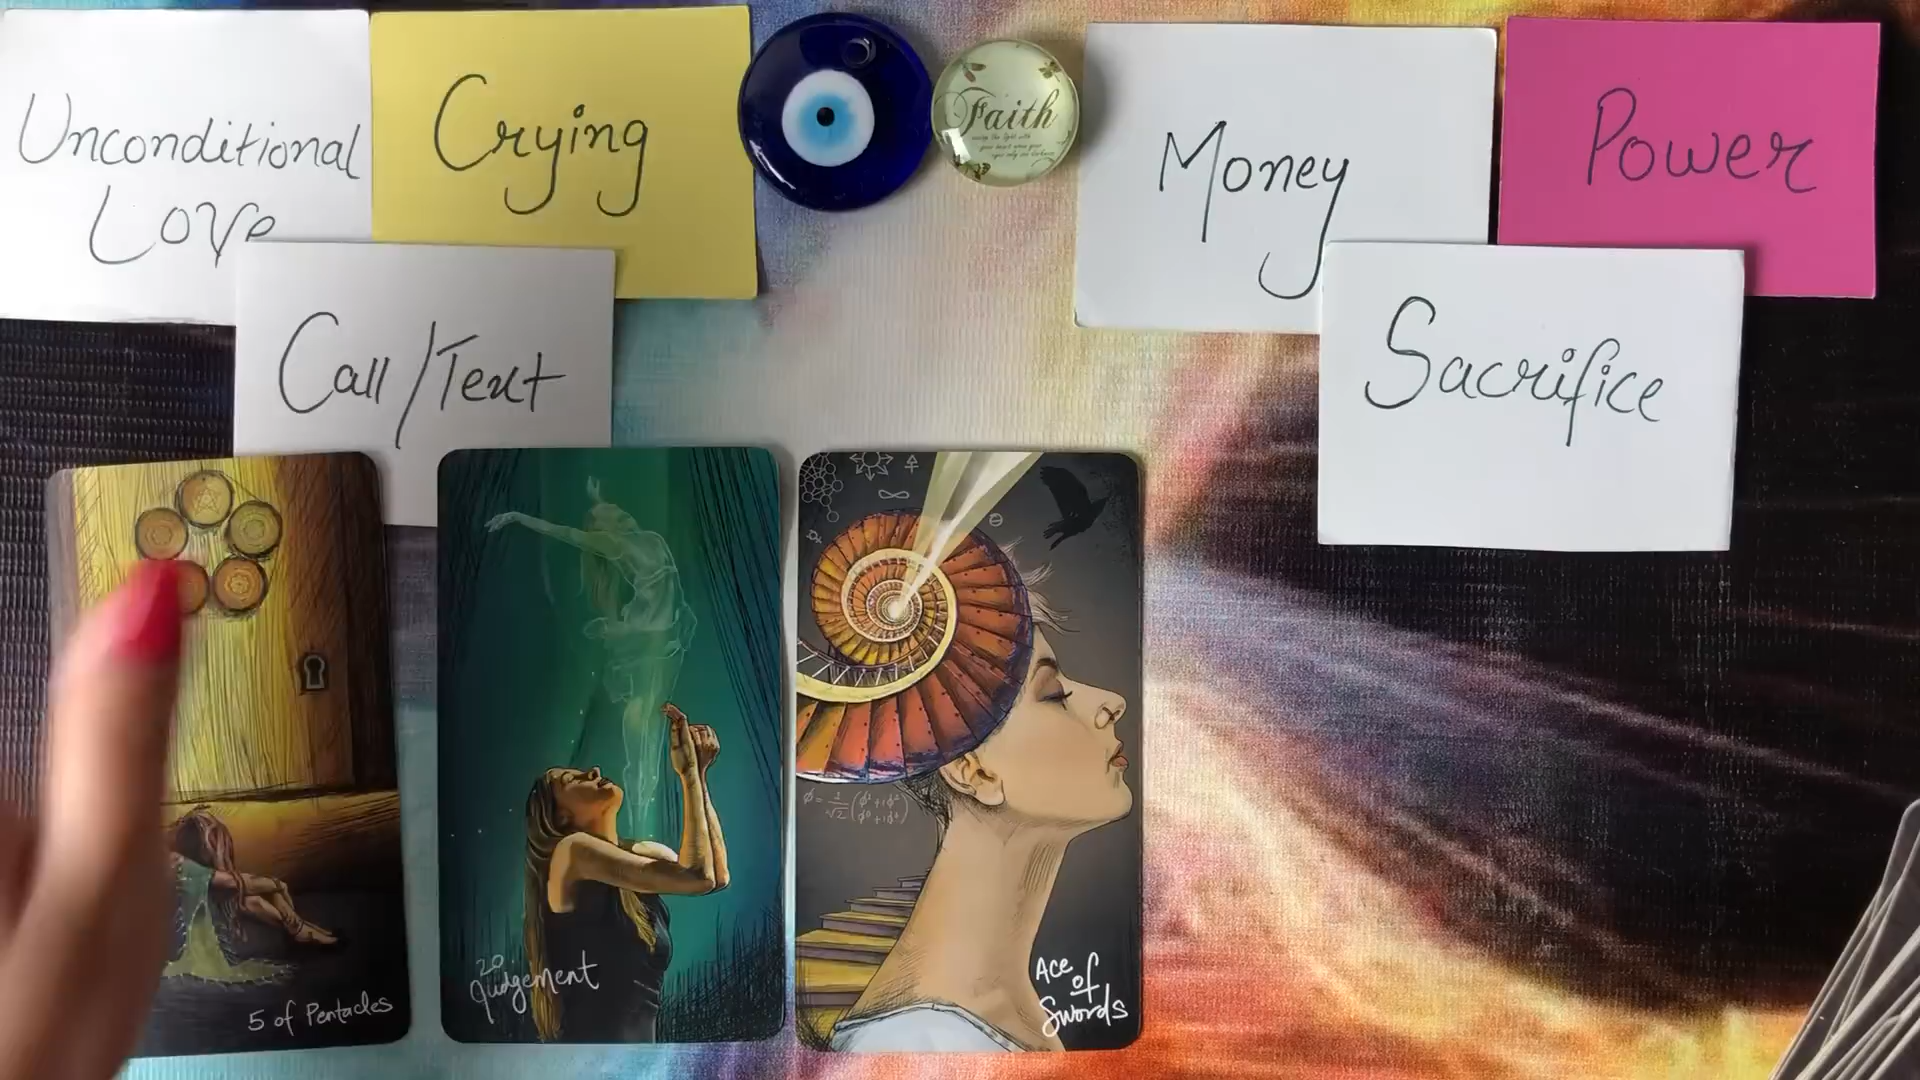 Unconditional
Love
Crying
Faith
Money
Power
Call/Text
Sacrifice
5 of Pentacles
20
Judgement
Ace
of
Swords